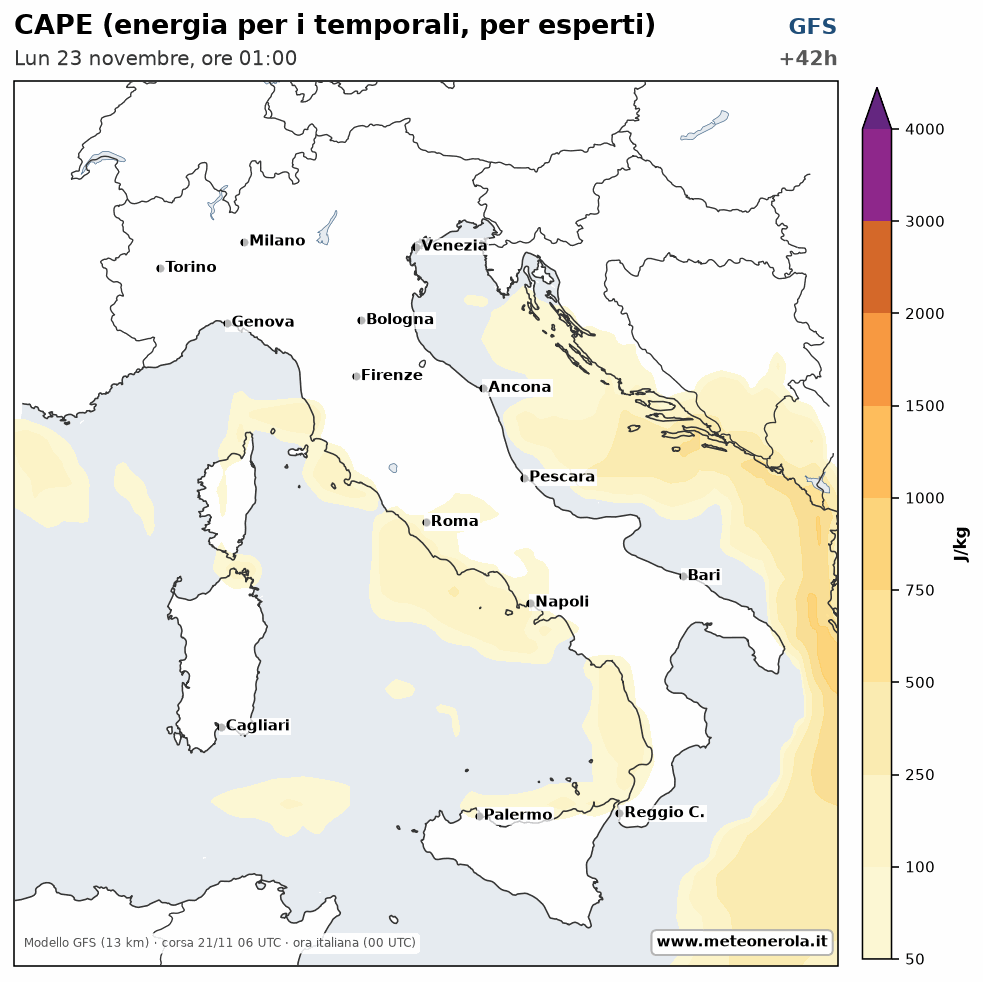 CAPE (energia per i temporali, per esperti)
GFS
Lun 23 novembre, ore 01:00
+42h
4000
3000
2000
1500
1000
750
500
250
100
50
J/kg
Milano
Venezia
Torino
Genova
Bologna
Firenze
Ancona
Pescara
Roma
Bari
Napoli
Cagliari
Palermo
Reggio C.
Modello GFS (13 km) · corsa 21/11 06 UTC · ora italiana (00 UTC)
www.meteonerola.it